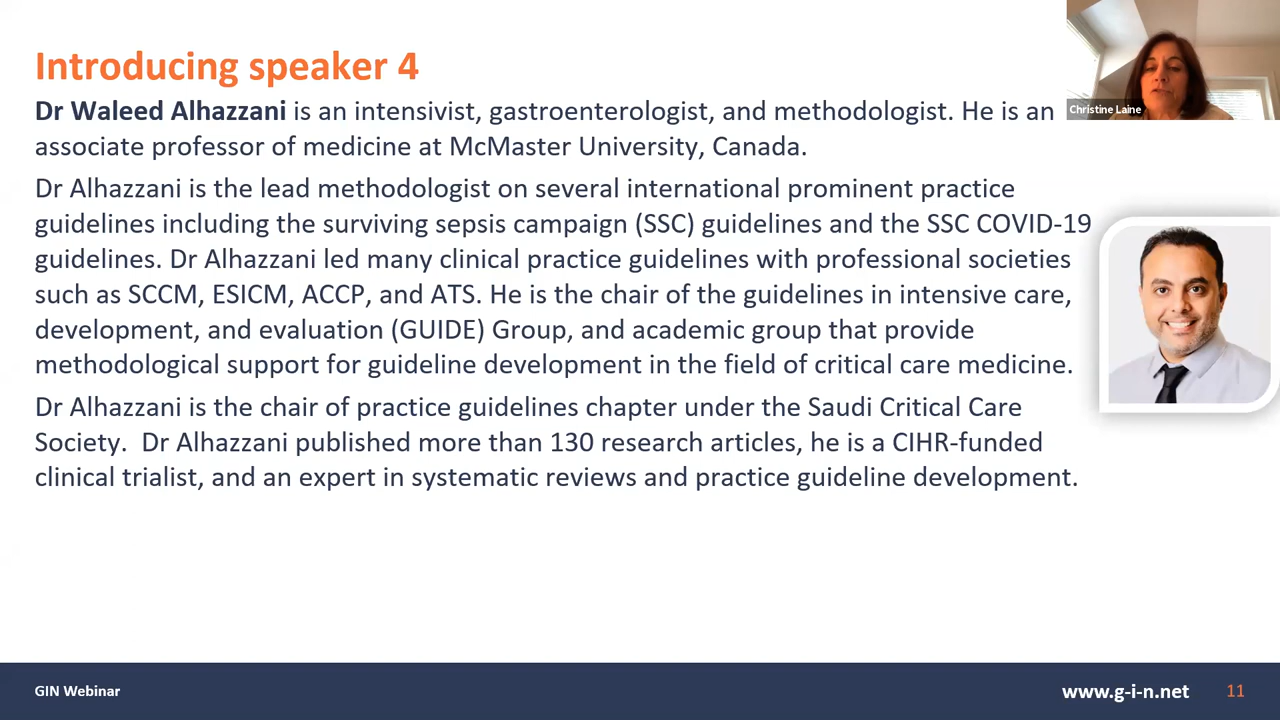 Introducing speaker 4
Christine Laine
Dr Waleed Alhazzani is an intensivist, gastroenterologist, and methodologist. He is an
associate professor of medicine at McMaster University, Canada.
Dr Alhazzani is the lead methodologist on several international prominent practice
guidelines including the surviving sepsis campaign (SSC) guidelines and the SSC COVID-19
guidelines. Dr Alhazzani led many clinical practice guidelines with professional societies
such as SCCM, ESICM, ACCP, and ATS. He is the chair of the guidelines in intensive care,
development, and evaluation (GUIDE) Group, and academic group that provide
methodological support for guideline development in the field of critical care medicine.
Dr Alhazzani is the chair of practice guidelines chapter under the Saudi Critical Care
Society.  Dr Alhazzani published more than 130 research articles, he is a CIHR-funded
clinical trialist, and an expert in systematic reviews and practice guideline development.
GIN Webinar
www.g-i-n.net
11